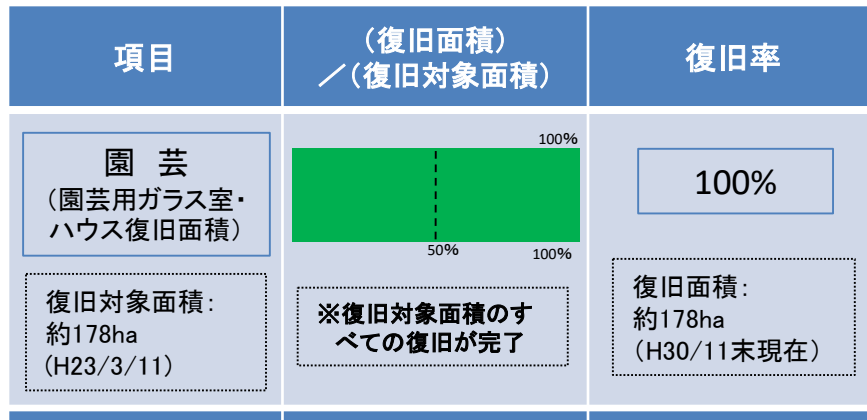 項目
（復旧面積）
／（復旧対象面積）
復旧率
園 芸
（園芸用ガラス室・
ハウス復旧面積）
復旧対象面積：
約178ha
（H23/3/11）
100%
50%
100%
※復旧対象面積のす
べての復旧が完了
100%
復旧面積：
約178ha
（H30/11末現在）